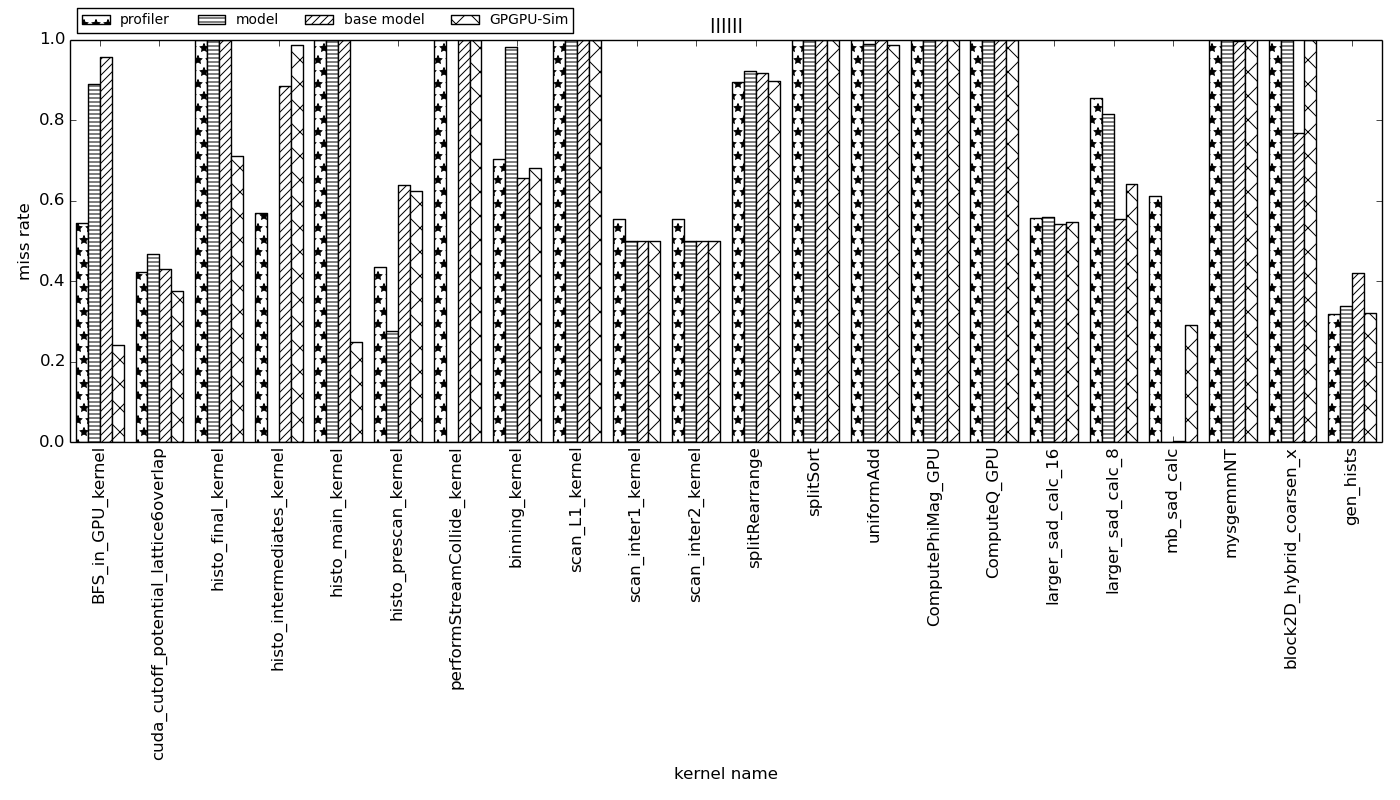 profiler model base model GPGPU-Sim
llllll
1.0
0.8
0.6
0.4
0.2
0.0
miss rate
BFS_in_GPU_kernel
cuda_cutoff_potential_lattice6overlap
histo_final_kernel
histo_intermediates_kernel
histo_main_kernel
histo_prescan_kernel
performStreamCollide_kernel
binning_kernel
scan_L1_kernel
scan_inter1_kernel
scan_inter2_kernel
splitRearrange
splitSort
uniformAdd
ComputePhiMag_GPU
ComputeQ_GPU
larger_sad_calc_16
larger_sad_calc_8
mb_sad_calc
mysgemmNT
block2D_hybrid_coarsen_x
gen_hists
kernel name